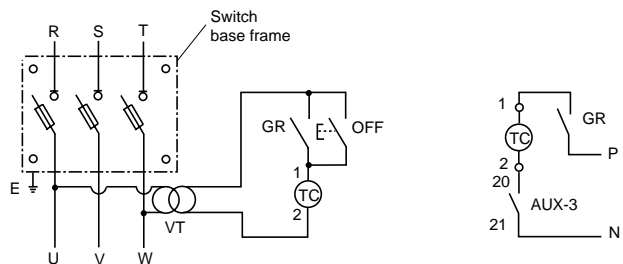 Switch
base frame
R S T
E
U V W
VT
GR OFF
1
TC
2
1
TC
2
GR
P
20
AUX-3
21
N